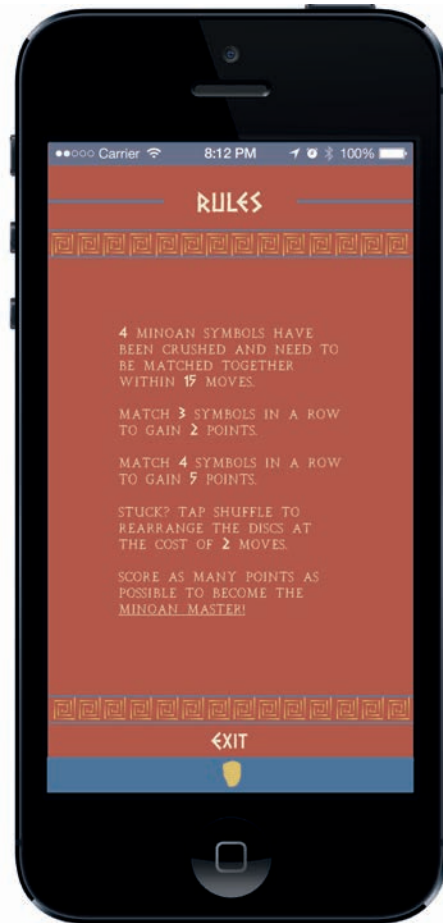 Carrier 8:12 PM 100%
RULES
4 MINOAN SYMBOLS HAVE
BEEN CRUSHED AND NEED TO
BE MATCHED TOGETHER
WITHIN 15 MOVES.
MATCH 3 SYMBOLS IN A ROW
TO GAIN 2 POINTS.
MATCH 4 SYMBOLS IN A ROW
TO GAIN 5 POINTS.
STUCK? TAP SHUFFLE TO
REARRANGE THE DISCS AT
THE COST OF 2 MOVES.
SCORE AS MANY POINTS AS
POSSIBLE TO BECOME THE
MINOAN MASTER!
EXIT